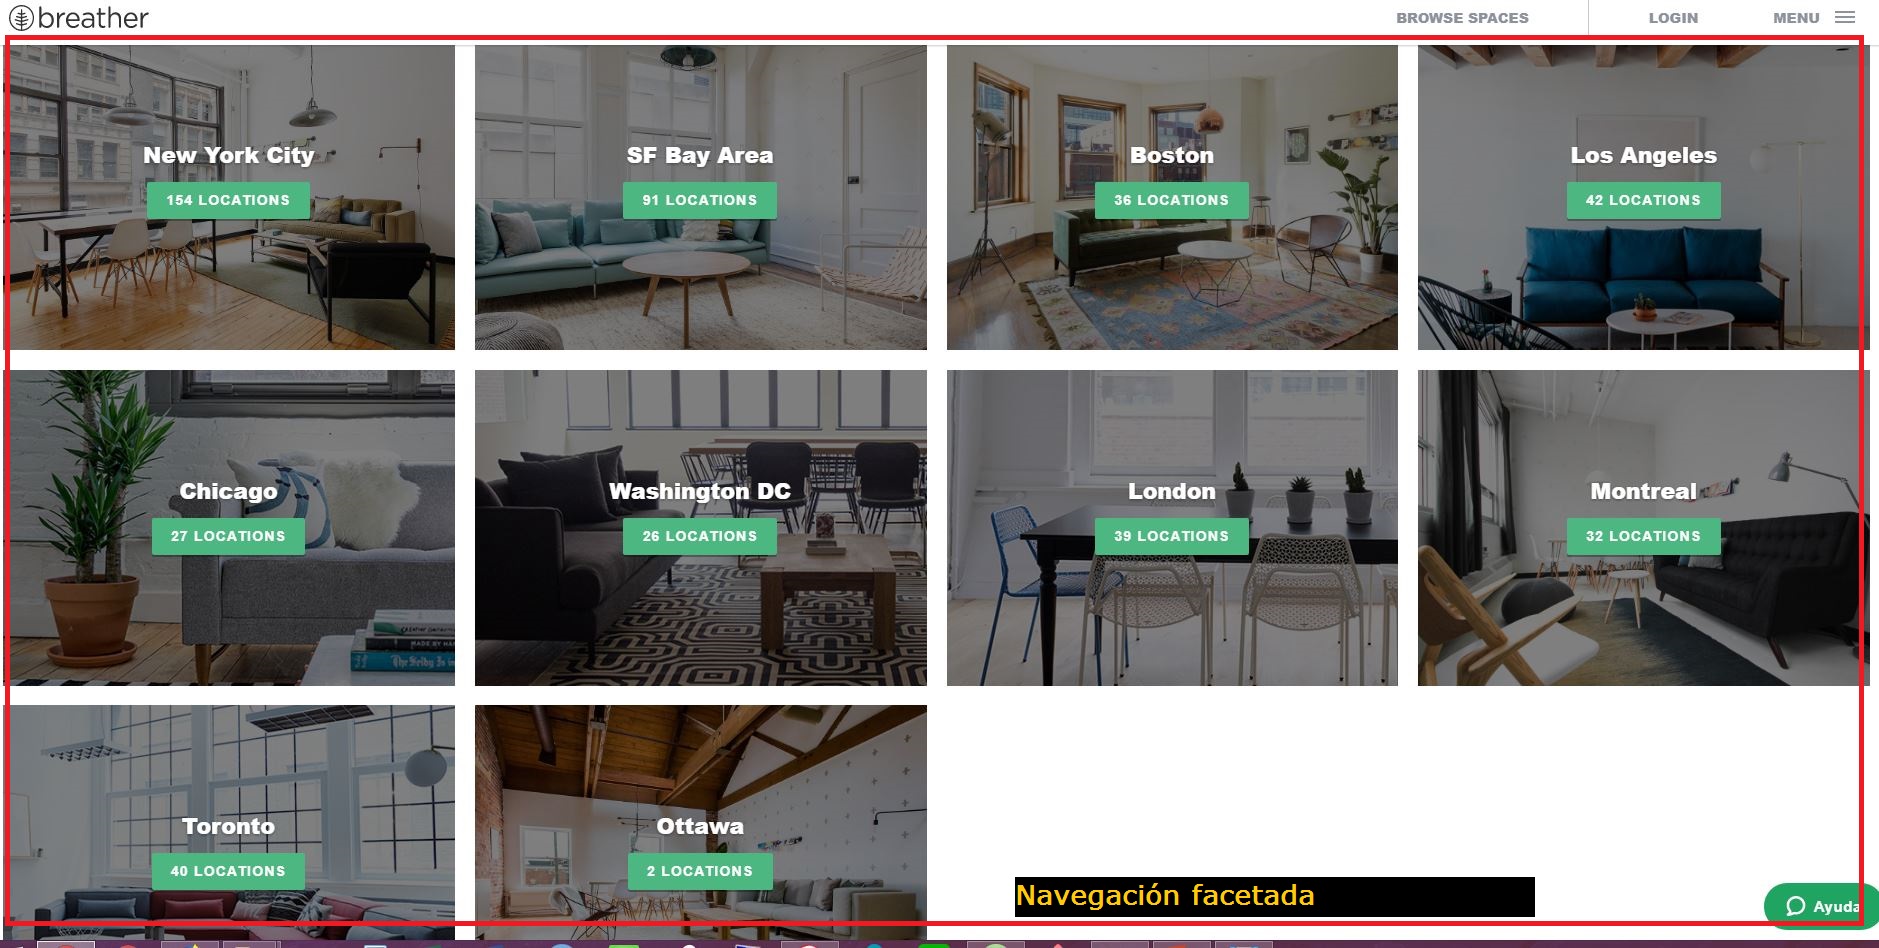 breather
BROWSE SPACES
LOGIN
MENU
New York City
154 LOCATIONS
SF Bay Area
91 LOCATIONS
Boston
36 LOCATIONS
Los Angeles
42 LOCATIONS
Chicago
27 LOCATIONS
Washington DC
26 LOCATIONS
London
39 LOCATIONS
Montreal
32 LOCATIONS
MADE BY
Toronto
40 LOCATIONS
Ottawa
2 LOCATIONS
Navegación facetada
Ayuda